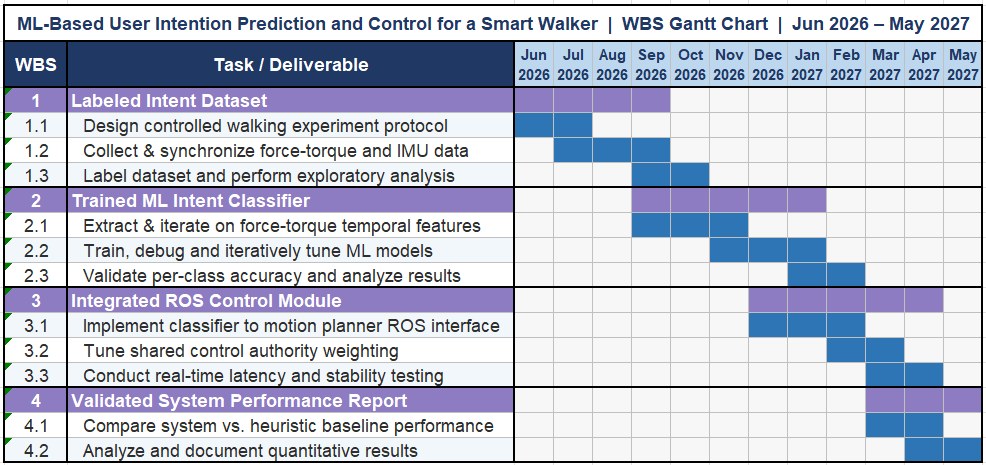 ML-Based User Intention Prediction and Control for a Smart Walker | WBS Gantt Chart | Jun 2026 – May 2027
WBS Task / Deliverable Jun 2026 Jul 2026 Aug 2026 Sep 2026 Oct 2026 Nov 2026 Dec 2026 Jan 2027 Feb 2027 Mar 2027 Apr 2027 May 2027
1 Labeled Intent Dataset
1.1 Design controlled walking experiment protocol
1.2 Collect & synchronize force-torque and IMU data
1.3 Label dataset and perform exploratory analysis
2 Trained ML Intent Classifier
2.1 Extract & iterate on force-torque temporal features
2.2 Train, debug and iteratively tune ML models
2.3 Validate per-class accuracy and analyze results
3 Integrated ROS Control Module
3.1 Implement classifier to motion planner ROS interface
3.2 Tune shared control authority weighting
3.3 Conduct real-time latency and stability testing
4 Validated System Performance Report
4.1 Compare system vs. heuristic baseline performance
4.2 Analyze and document quantitative results